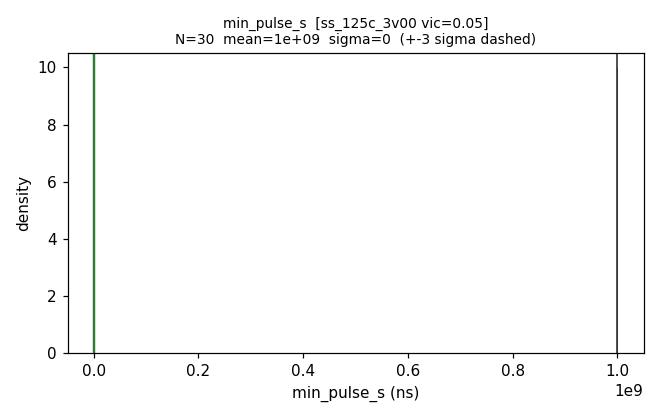 min_pulse_s [ss_125c_3v00 vic=0.05]
N=30 mean=1e+09 sigma=0 (+-3 sigma dashed)
density
10
8
6
4
2
0
0.0 0.2 0.4 0.6 0.8 1.0
1e9
min_pulse_s (ns)